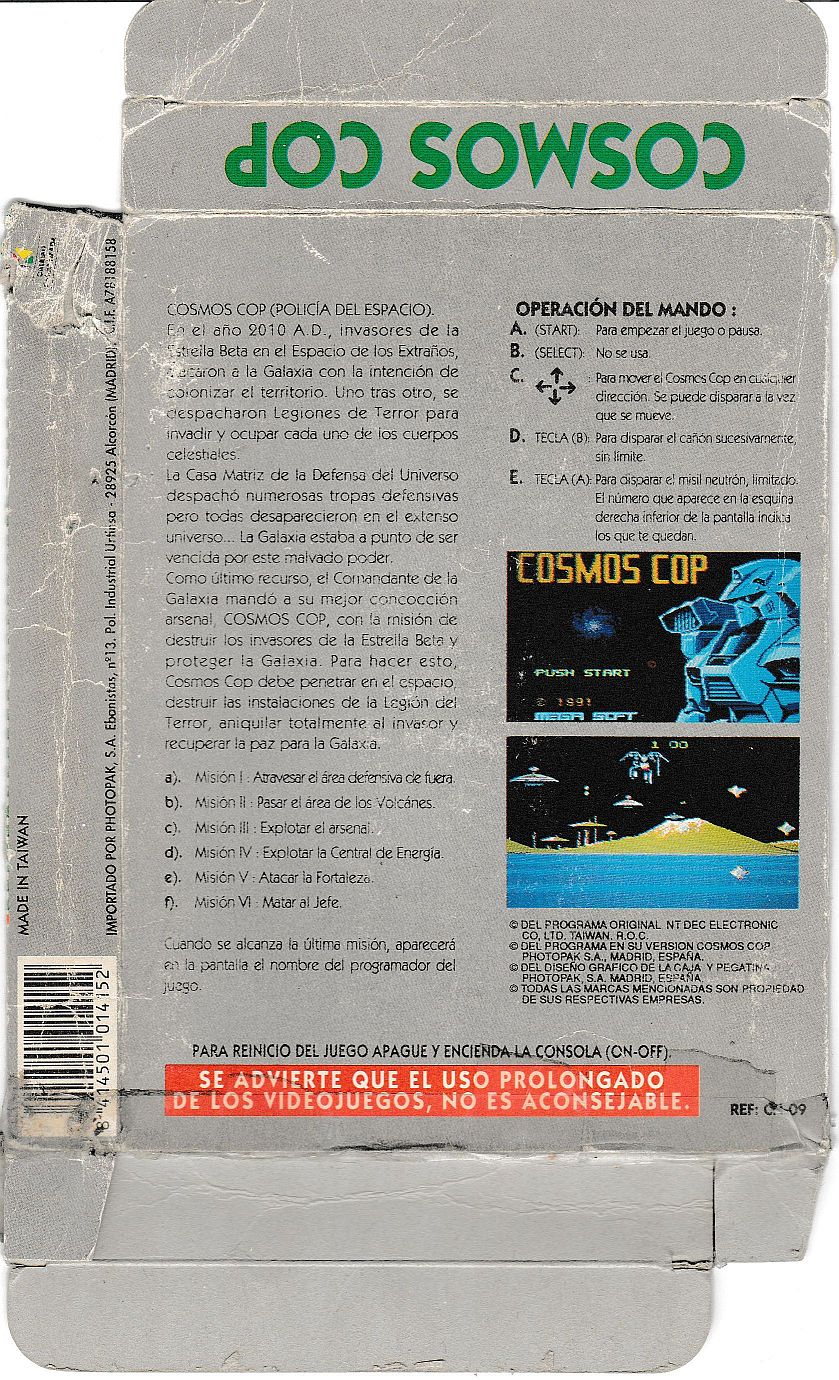 COSMOS COP
COSMOS COP (POLICÍA DEL ESPACIO).
En el año 2010 A.D., invasores de la
Estrella Beta en el Espacio de los Extraños,
atacaron a la Galaxia con la intención de
colonizar el territorio. Uno tras otro, se
despacharon Legiones de Terror para
invadir y ocupar cada uno de los cuerpos
celéstiales.
La Casa Matriz de la Defensa del Universo
despachó numerosas tropas defensivas
pero todas desaparecieron en el extenso
universo... La Galaxia estaba a punto de ser
vencida por este malvado poder.
Como último recurso, el Comandante de la
Galaxia mandó a su mejor concocción
arsenal, COSMOS COP, con la misión de
destruir los invasores de la Estrella Beta y
proteger la Galaxia. Para hacer esto,
Cosmos Cop debe penetrar en el espacio,
destruir las instalaciones de la Legión del
Terror, aniquilar totalmente al invasor y
recuperar la paz para la Galaxia.
a). Misión I : Atravesar el área defensiva de fuera.
b). Misión II : Pasar el área de los Volcánes.
c). Misión III : Explotar el arsenal.
d). Misión IV : Explotar la Central de Energía.
e). Misión V : Atacar la Fortaleza.
f). Misión VI : Matar al Jefe.
Cuando se alcanza la última misión, aparecerá
en la pantalla el nombre del programador del
juego.
OPERACIÓN DEL MANDO :
A. (START): Para empezar el juego o pausa.
B. (SELECT): No se usa.
C. : Para mover el Cosmos Cop en cualquier
dirección. Se puede disparar a la vez
que se mueve.
D. TECLA (B): Para disparar el cañón sucesivamente,
sin límite.
E. TECLA (A): Para disparar el misil neutrón, limitado.
El número que aparece en la esquina
derecha inferior de la pantalla indica
los que te quedan.
COSMOS COP
PUSH START
© 1991
MEGA SOFT
1 00
© DEL PROGRAMA ORIGINAL NT DEC ELECTRONIC
CO, LTD. TAIWAN, R.O.C.
© DEL PROGRAMA EN SU VERSION COSMOS COP
PHOTOPAK S.A., MADRID, ESPAÑA.
© DEL DISEÑO GRAFICO DE LA CAJA Y PEGATINA
PHOTOPAK, S.A. MADRID, ESPAÑA.
© TODAS LAS MARCAS MENCIONADAS SON PROPIEDAD
DE SUS RESPECTIVAS EMPRESAS.
PARA REINICIO DEL JUEGO APAGUE Y ENCIENDA LA CONSOLA (ON-OFF).
SE ADVIERTE QUE EL USO PROLONGADO
DE LOS VIDEOJUEGOS, NO ES ACONSEJABLE.
REF: -09
MADE IN TAIWAN
IMPORTADO POR PHOTOPAK, S.A. Ebanistas, nº13. Pol. Industrial Urtinsa - 28925 Alcorcón (MADRID). C.I.F. A78188158
8 414501 014152